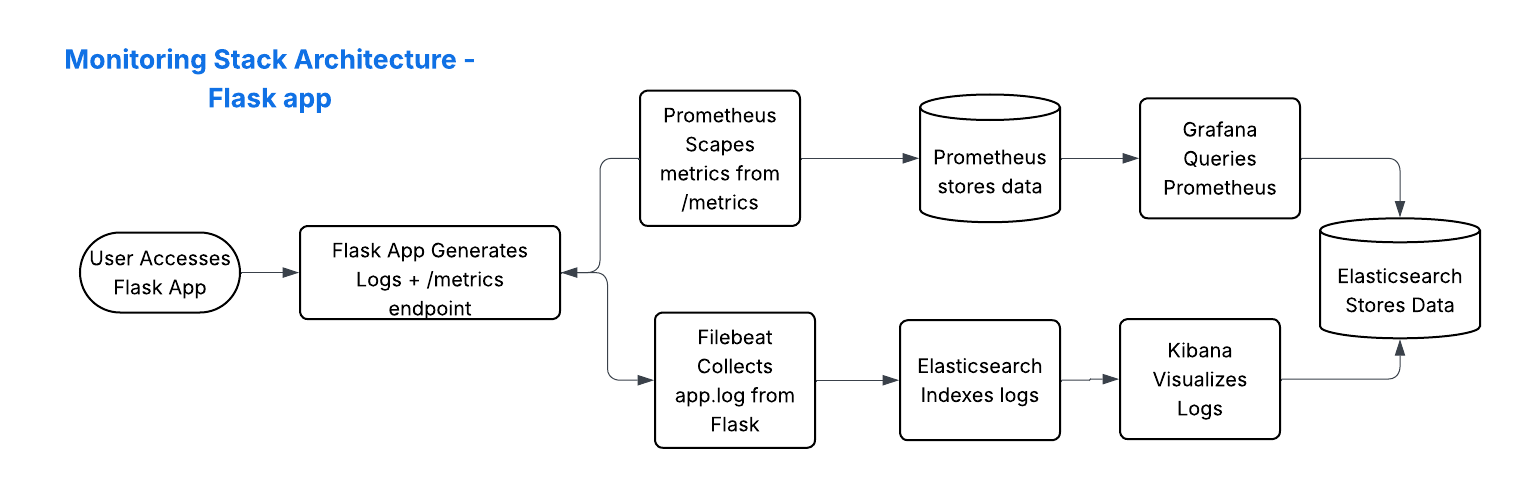 Monitoring Stack Architecture -
Flask app
User Accesses
Flask App
Flask App Generates
Logs + /metrics
endpoint
Prometheus
Scapes
metrics from
/metrics
Prometheus
stores data
Grafana
Queries
Prometheus
Filebeat
Collects
app.log from
Flask
Elasticsearch
Indexes logs
Kibana
Visualizes
Logs
Elasticsearch
Stores Data